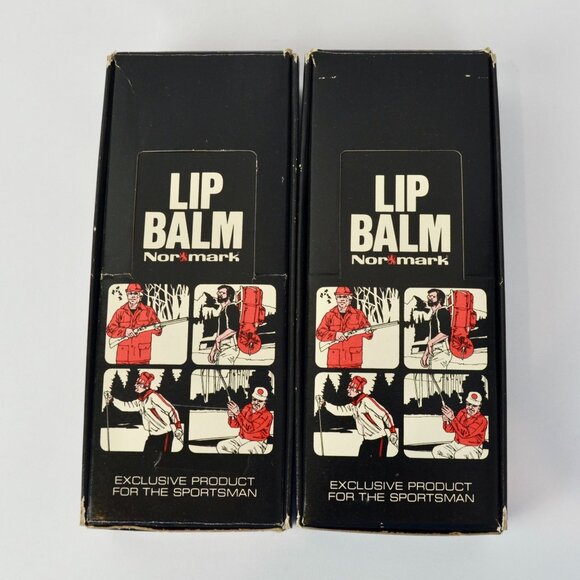 LIP
BALM
Normark
EXCLUSIVE PRODUCT
FOR THE SPORTSMAN
LIP
BALM
Normark
EXCLUSIVE PRODUCT
FOR THE SPORTSMAN